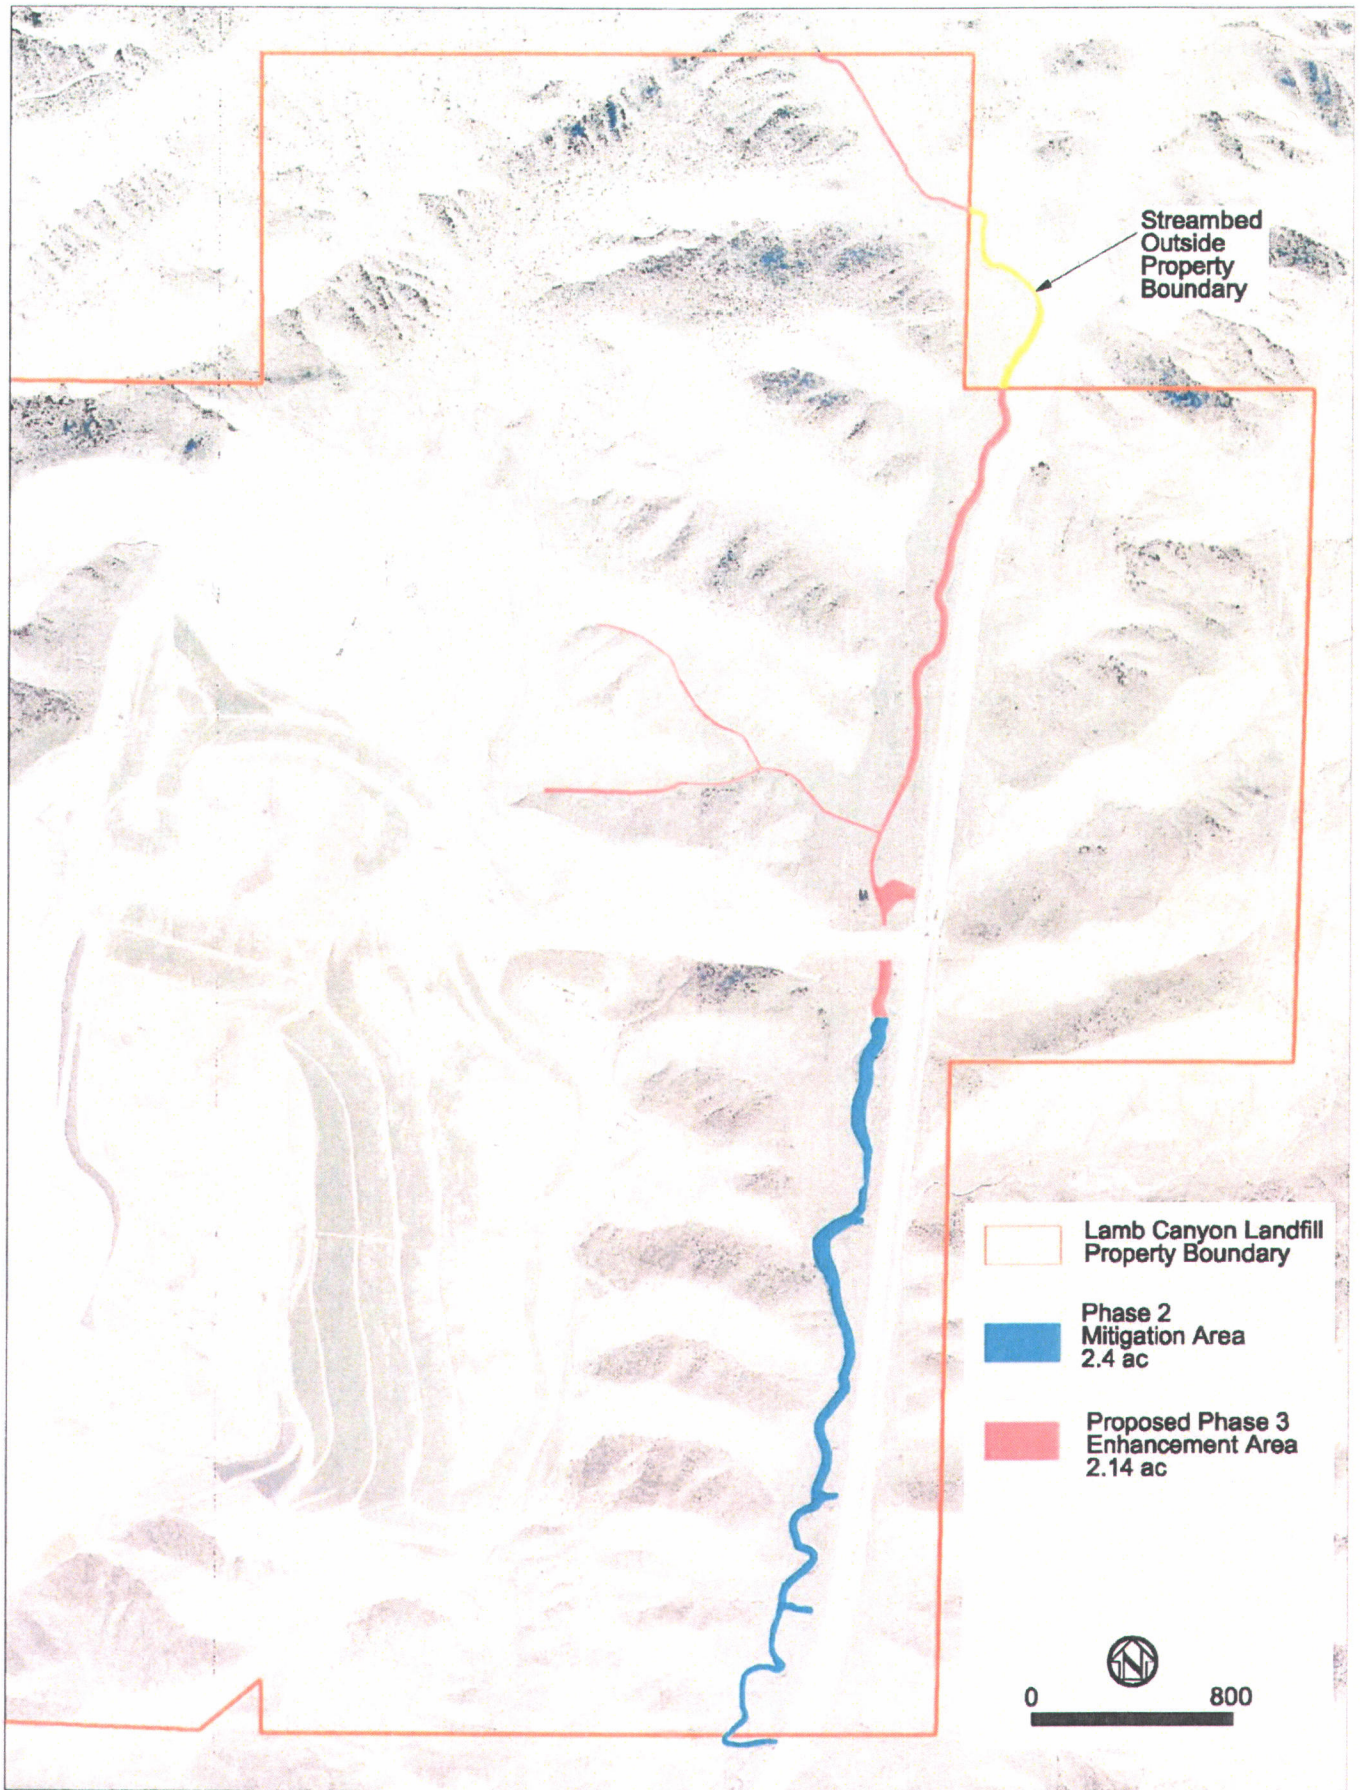 Streambed
Outside
Property
Boundary
Lamb Canyon Landfill
Property Boundary
Phase 2
Mitigation Area
2.4 ac
Proposed Phase 3
Enhancement Area
2.14 ac
N
0 800